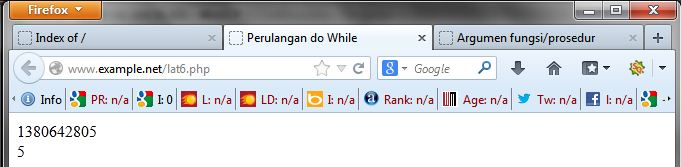 Firefox
Index of /
Perulangan do While
Argumen fungsi/prosedur
www.example.net/lat6.php
Google
Info PR: n/a I: 0 L: n/a LD: n/a I: n/a Rank: n/a Age: n/a Tw: n/a I: n/a
1380642805
5